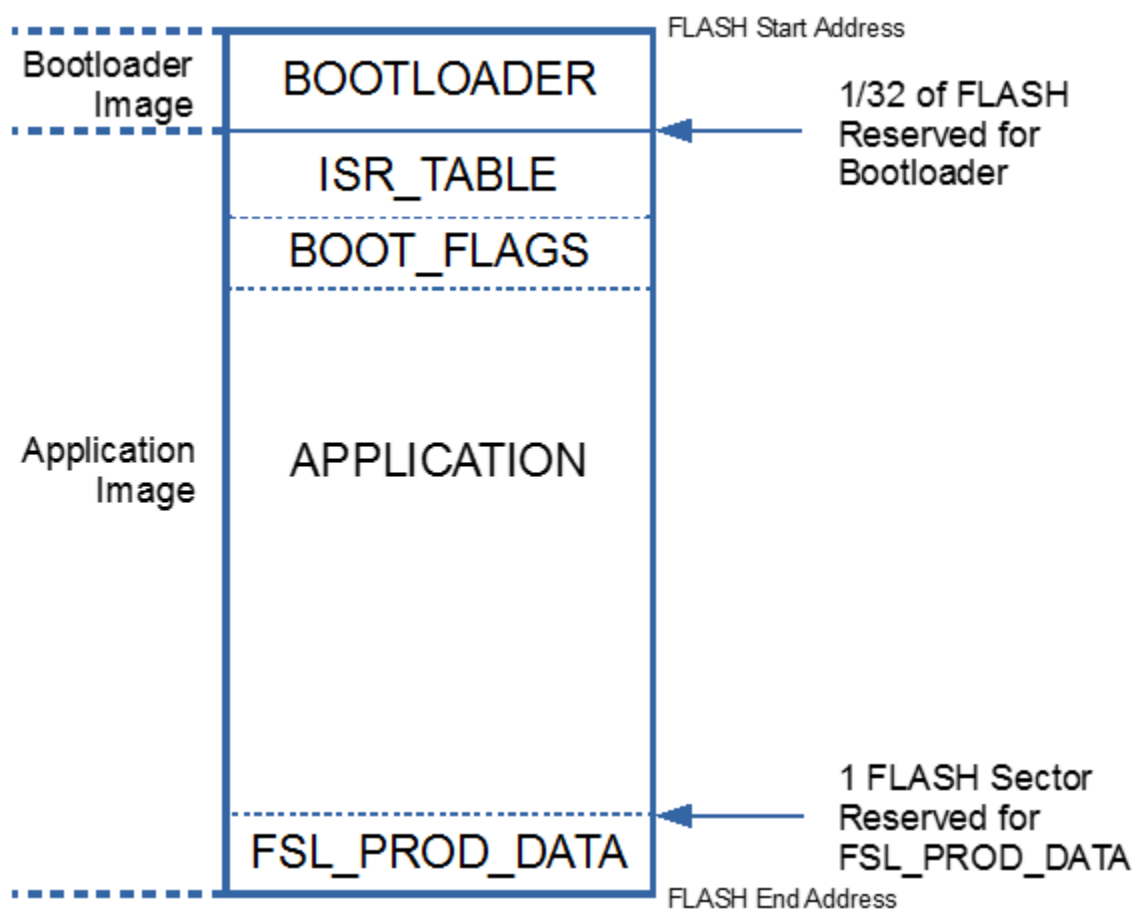 FLASH Start Address
Bootloader
Image
BOOTLOADER
1/32 of FLASH
Reserved for
Bootloader
ISR_TABLE
BOOT_FLAGS
Application
Image
APPLICATION
1 FLASH Sector
Reserved for
FSL_PROD_DATA
FSL_PROD_DATA
FLASH End Address